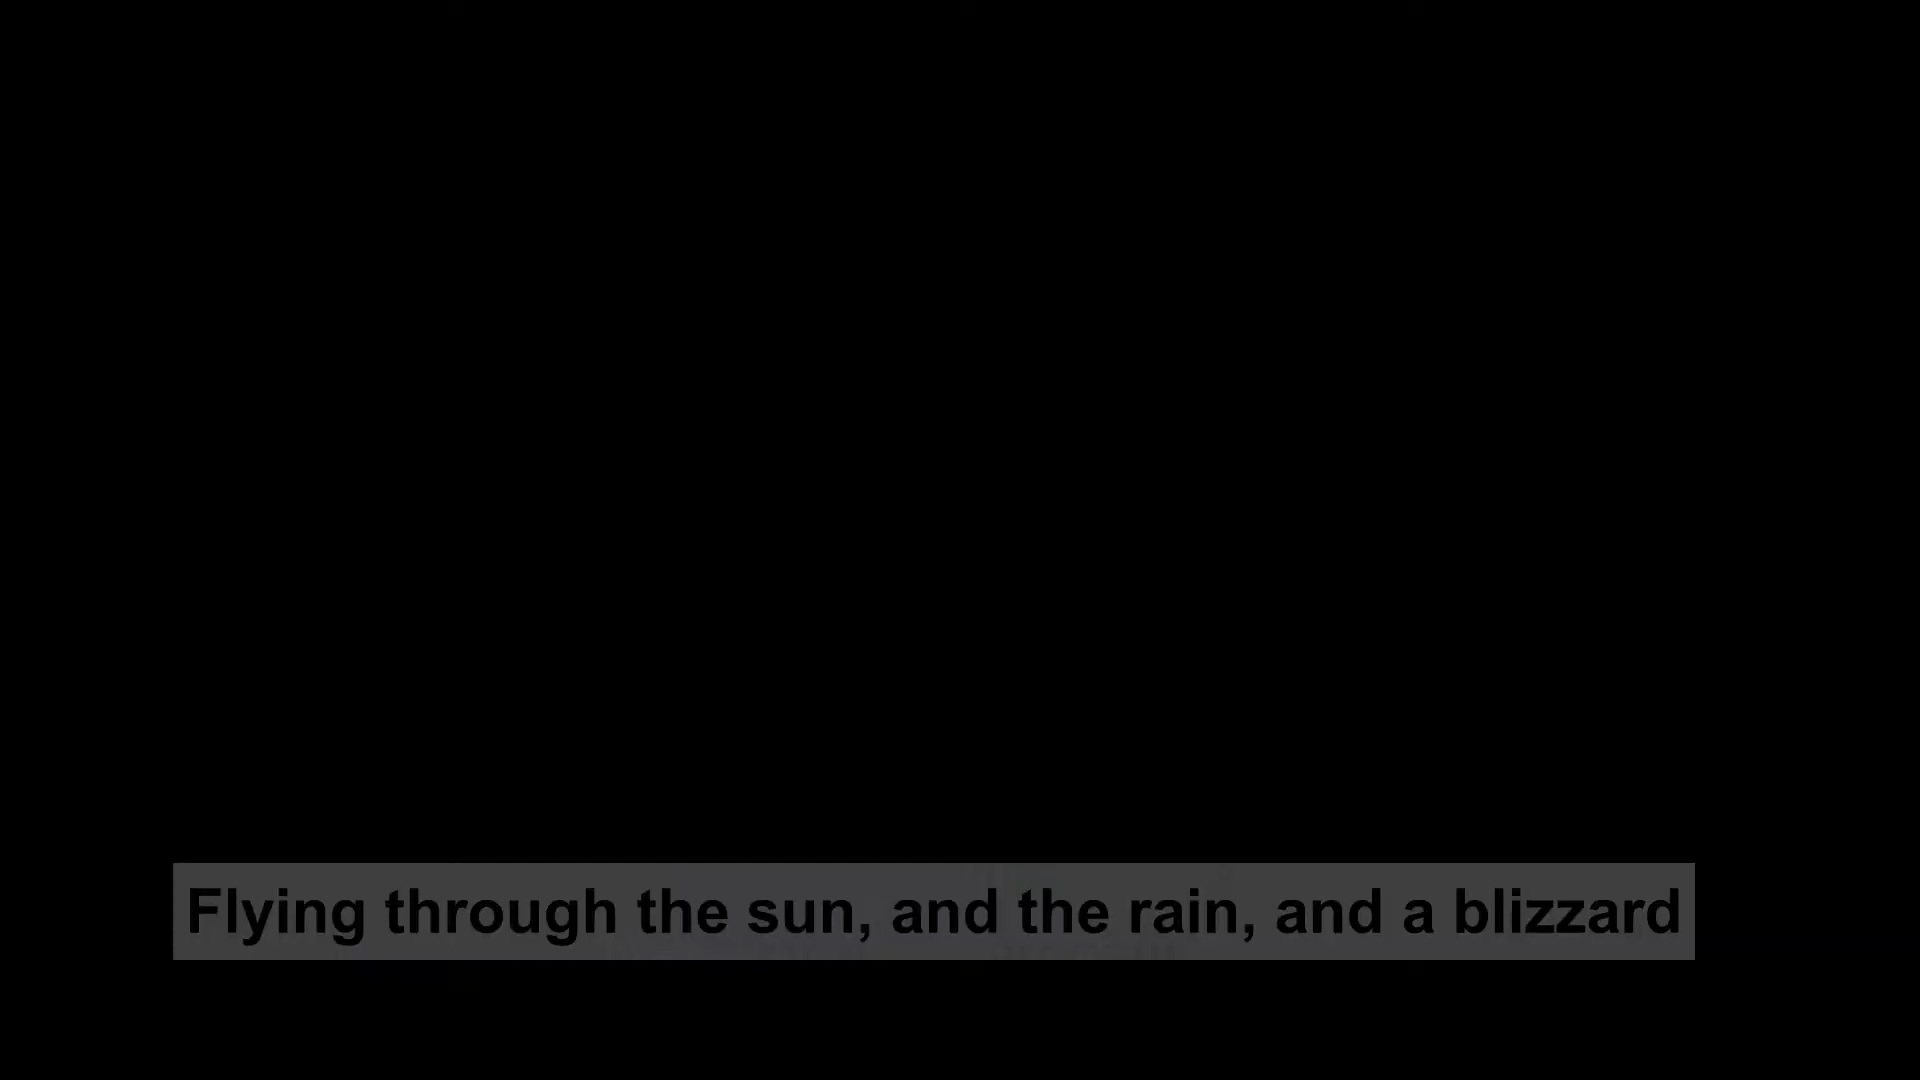 Flying through the sun, and the rain, and a blizzard